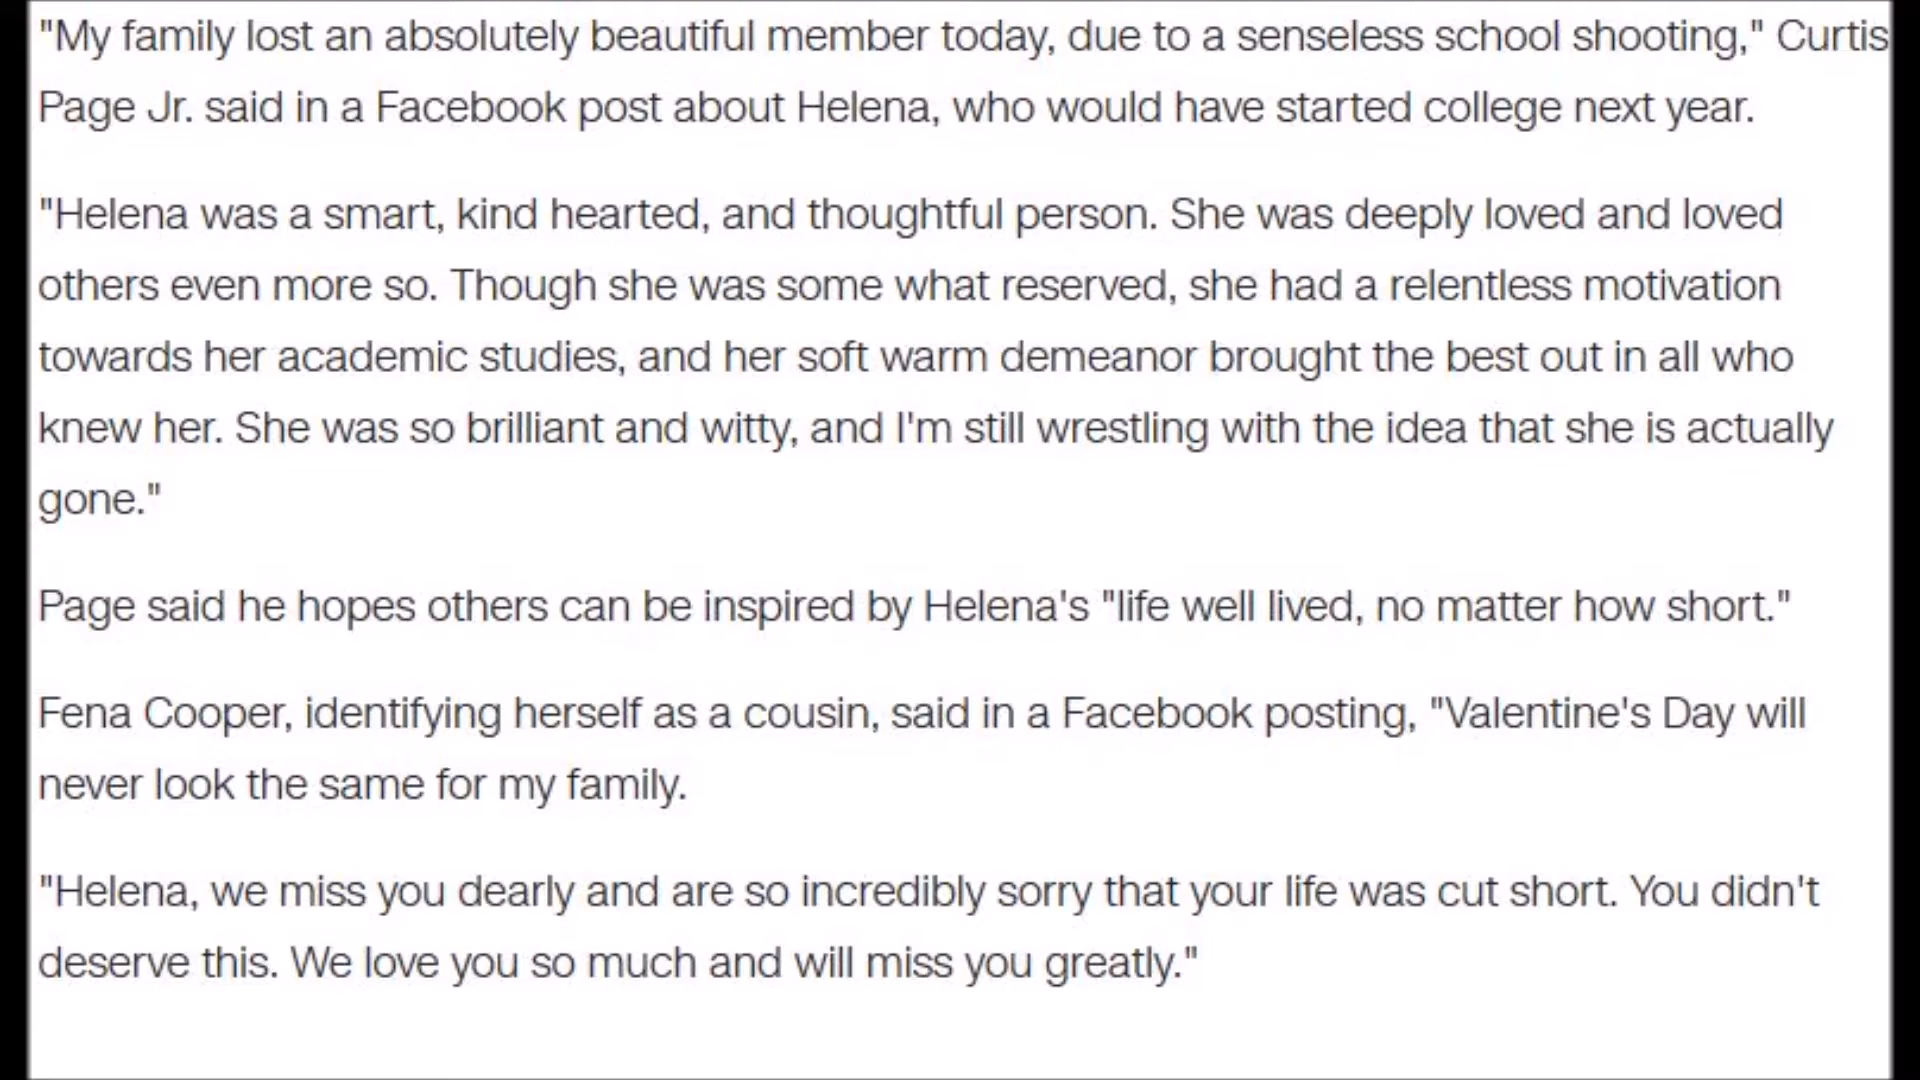 "My family lost an absolutely beautiful member today, due to a senseless school shooting," Curtis
Page Jr. said in a Facebook post about Helena, who would have started college next year.
"Helena was a smart, kind hearted, and thoughtful person. She was deeply loved and loved
others even more so. Though she was some what reserved, she had a relentless motivation
towards her academic studies, and her soft warm demeanor brought the best out in all who
knew her. She was so brilliant and witty, and I'm still wrestling with the idea that she is actually
gone."
Page said he hopes others can be inspired by Helena's "life well lived, no matter how short."
Fena Cooper, identifying herself as a cousin, said in a Facebook posting, "Valentine's Day will
never look the same for my family.
"Helena, we miss you dearly and are so incredibly sorry that your life was cut short. You didn't
deserve this. We love you so much and will miss you greatly."